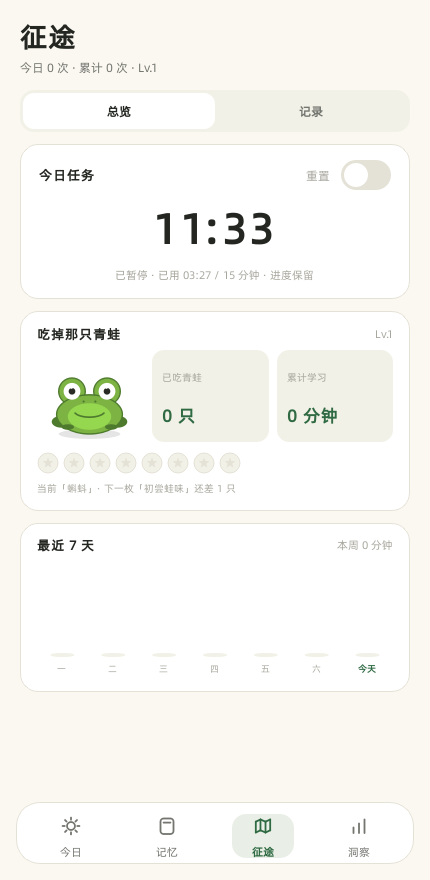 征途
今日 0 次 · 累计 0 次 · Lv.1
总览
记录
今日任务
重置
11:33
已暂停 · 已用 03:27 / 15 分钟 · 进度保留
吃掉那只青蛙
Lv.1
已吃青蛙
累计学习
0 只
0 分钟
当前「蝌蚪」· 下一枚「初尝蛙味」还差 1 只
最近 7 天
本周 0 分钟
一
二
三
四
五
六
今天
今日
记忆
征途
洞察